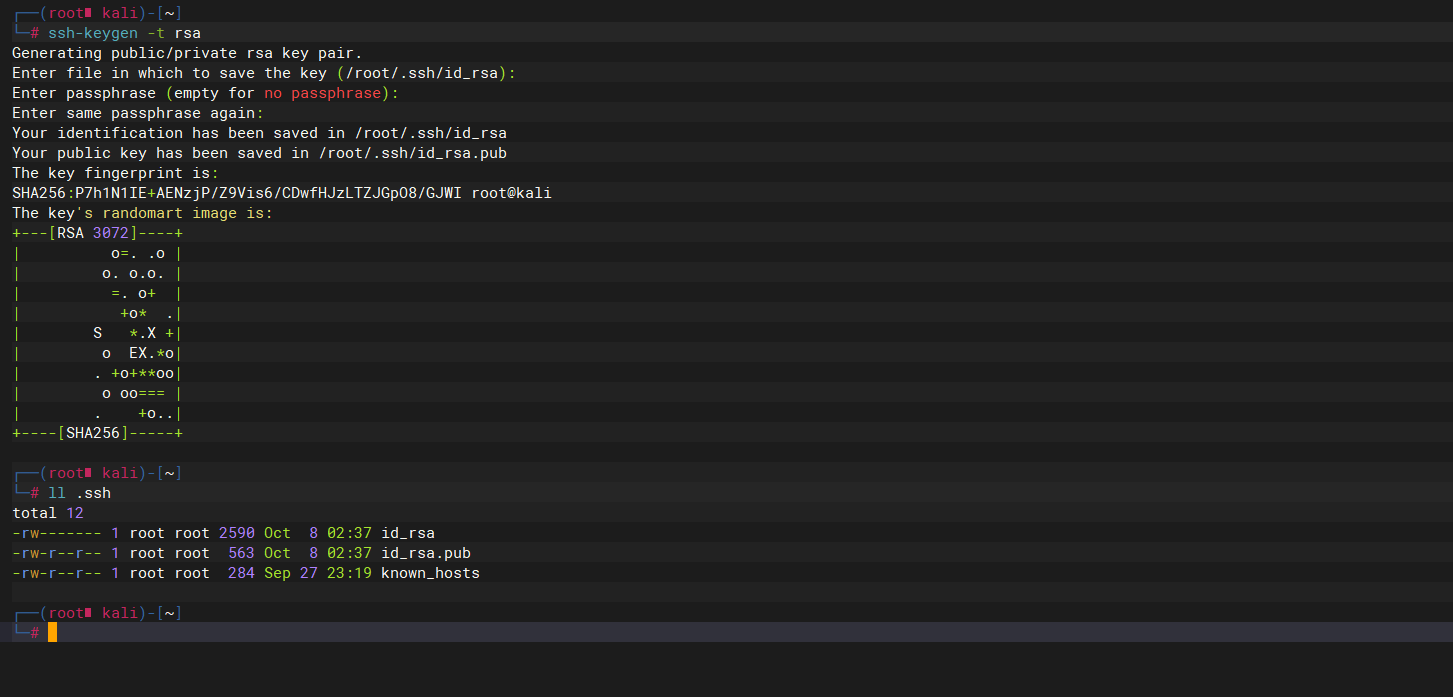 ┌──(root㉿kali)-[~]
└─# ssh-keygen -t rsa
Generating public/private rsa key pair.
Enter file in which to save the key (/root/.ssh/id_rsa):
Enter passphrase (empty for no passphrase):
Enter same passphrase again:
Your identification has been saved in /root/.ssh/id_rsa
Your public key has been saved in /root/.ssh/id_rsa.pub
The key fingerprint is:
SHA256:P7h1N1IE+AENzjP/Z9Vis6/CDwfHJzLTZJGpO8/GJWI root@kali
The key's randomart image is:
+---[RSA 3072]----+
|          o=. .o |
|         o. o.o. |
|          =. o+  |
|           +o*  .|
|        S   *.X +|
|         o  EX.*o|
|        . +o+**oo|
|         o oo=== |
|        .    +o..|
+----[SHA256]-----+
┌──(root∎ kali)-[~]
└─# ll .ssh
total 12
-rw------- 1 root root 2590 Oct  8 02:37 id_rsa
-rw-r--r-- 1 root root  563 Oct  8 02:37 id_rsa.pub
-rw-r--r-- 1 root root  284 Sep 27 23:19 known_hosts
┌──(root∎ kali)-[~]
└─#